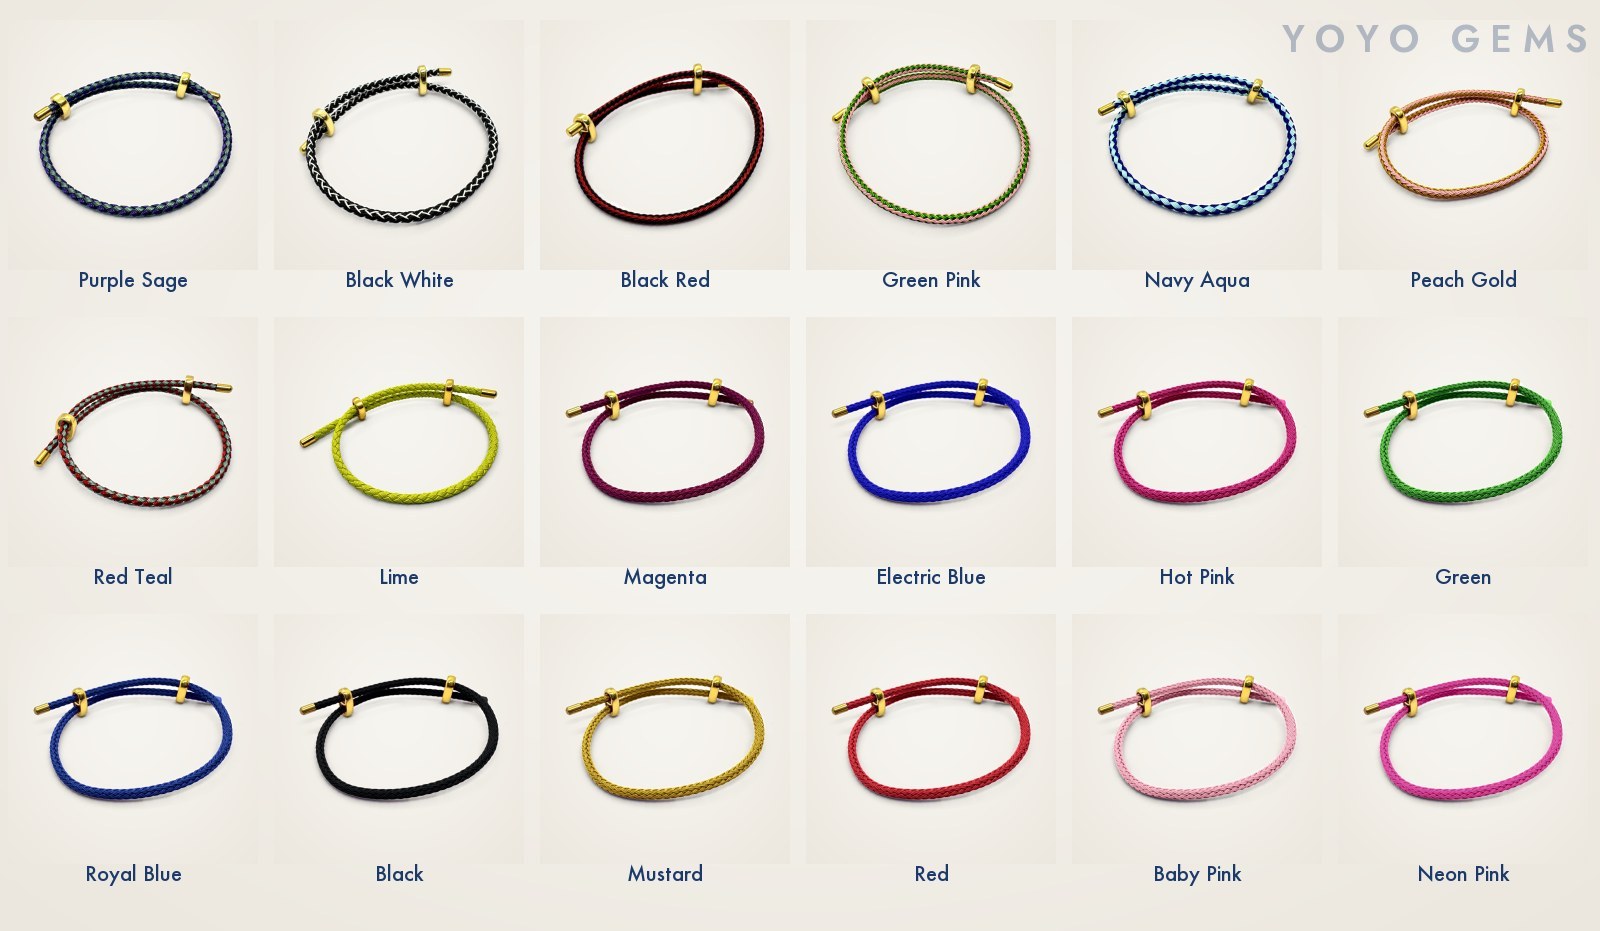 YOYO GEMS
Purple Sage
Black White
Black Red
Green Pink
Navy Aqua
Peach Gold
Red Teal
Lime
Magenta
Electric Blue
Hot Pink
Green
Royal Blue
Black
Mustard
Red
Baby Pink
Neon Pink